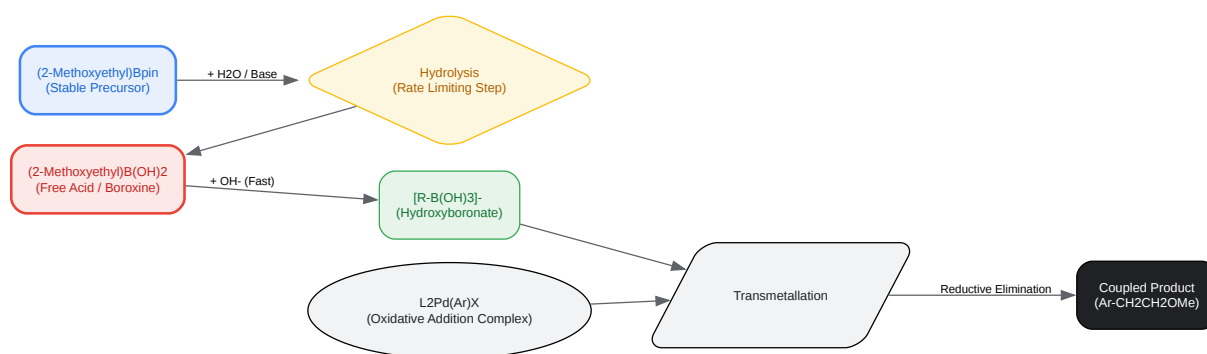 (2-Methoxyethyl)Bpin
(Stable Precursor)
+ H2O / Base
Hydrolysis
(Rate Limiting Step)
(2-Methoxyethyl)B(OH)2
(Free Acid / Boroxine)
+ OH- (Fast)
[R-B(OH)3]-
(Hydroxyboronate)
L2Pd(Ar)X
(Oxidative Addition Complex)
Transmetallation
Reductive Elimination
Coupled Product
(Ar-CH2CH2OMe)